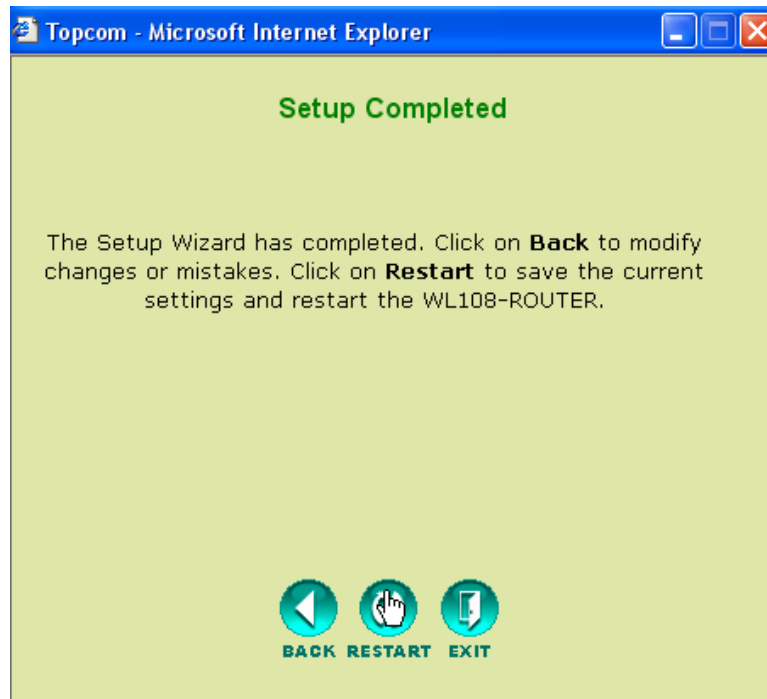 Topcom - Microsoft Internet Explorer
Setup Completed
The Setup Wizard has completed. Click on Back to modify
changes or mistakes. Click on Restart to save the current
settings and restart the WL108-ROUTER.
BACK RESTART EXIT